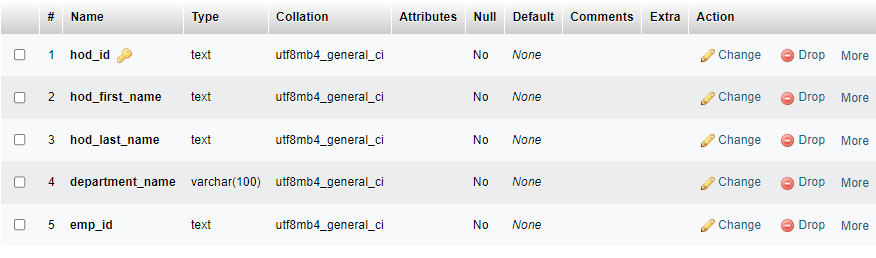 # Name Type Collation Attributes Null Default Comments Extra Action
1 hod_id text utf8mb4_general_ci No None Change Drop More
2 hod_first_name text utf8mb4_general_ci No None Change Drop More
3 hod_last_name text utf8mb4_general_ci No None Change Drop More
4 department_name varchar(100) utf8mb4_general_ci No None Change Drop More
5 emp_id text utf8mb4_general_ci No None Change Drop More